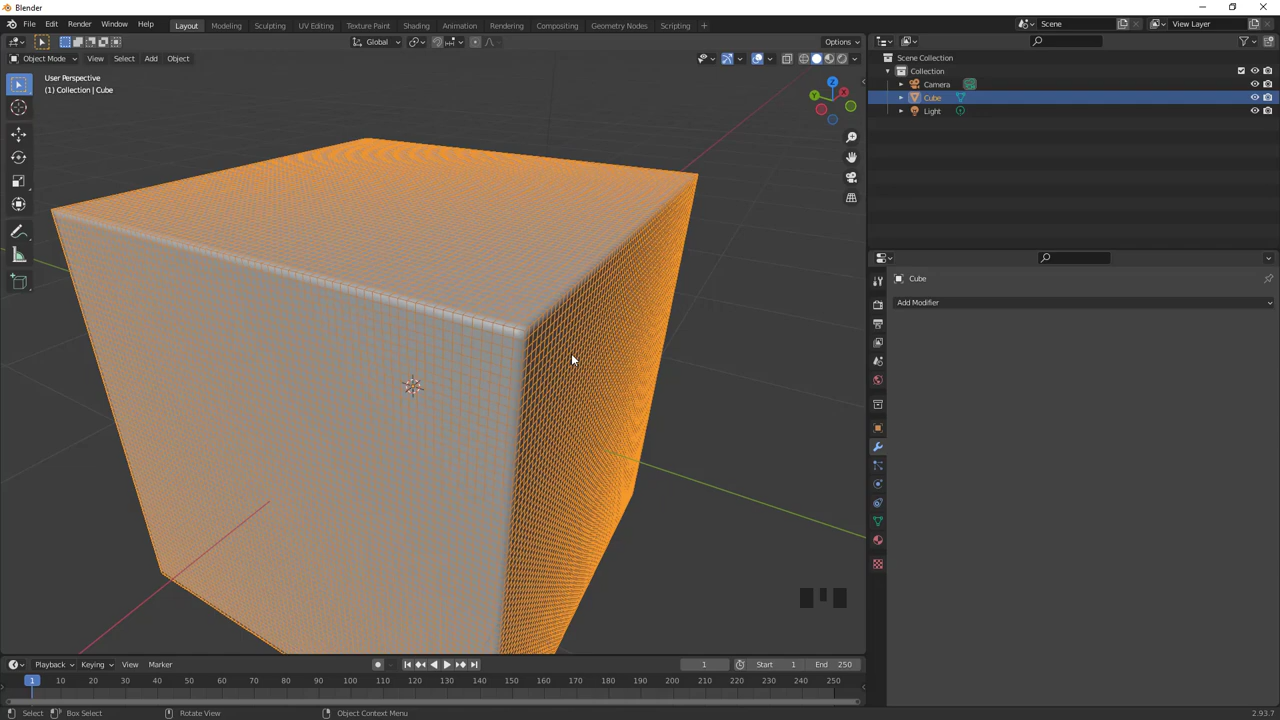 Blender
File Edit Render Window Help Layout Modeling Sculpting UV Editing Texture Paint Shading Animation Rendering Compositing Geometry Nodes Scripting + Scene View Layer
Global Options
Object Mode View Select Add Object
User Perspective
(1) Collection | Cube
Z
X
Y
Scene Collection
Collection
Camera
Cube
Light
Cube
Add Modifier
Playback Keying View Marker 1 Start 1 End 250
1 10 20 30 40 50 60 70 80 90 100 110 120 130 140 150 160 170 180 190 200 210 220 230 240 250
Select Box Select Rotate View Object Context Menu 2.93.7